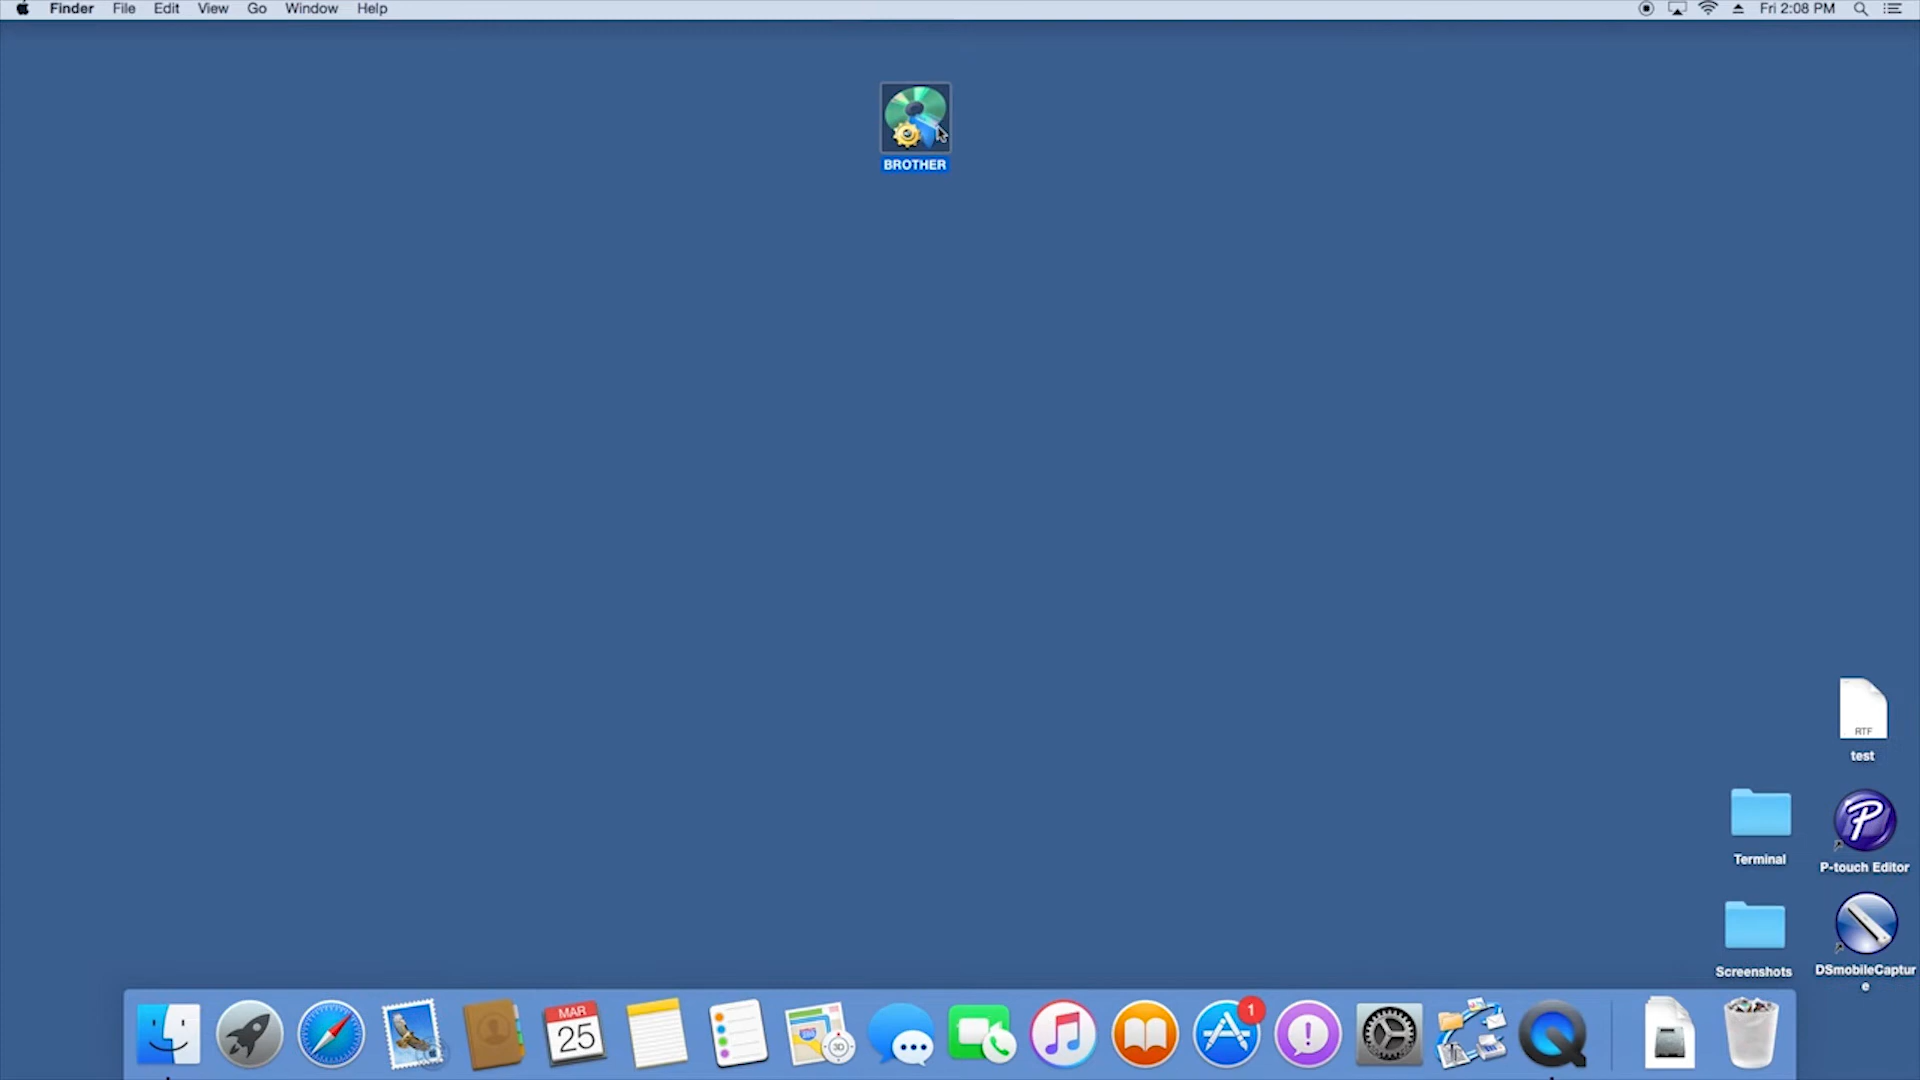 Finder File Edit View Go Window Help Fri 2:08 PM
BROTHER
RTF
test
Terminal
P-touch Editor
Screenshots
DSmobileCaptur
e
MAR
25
3D
1